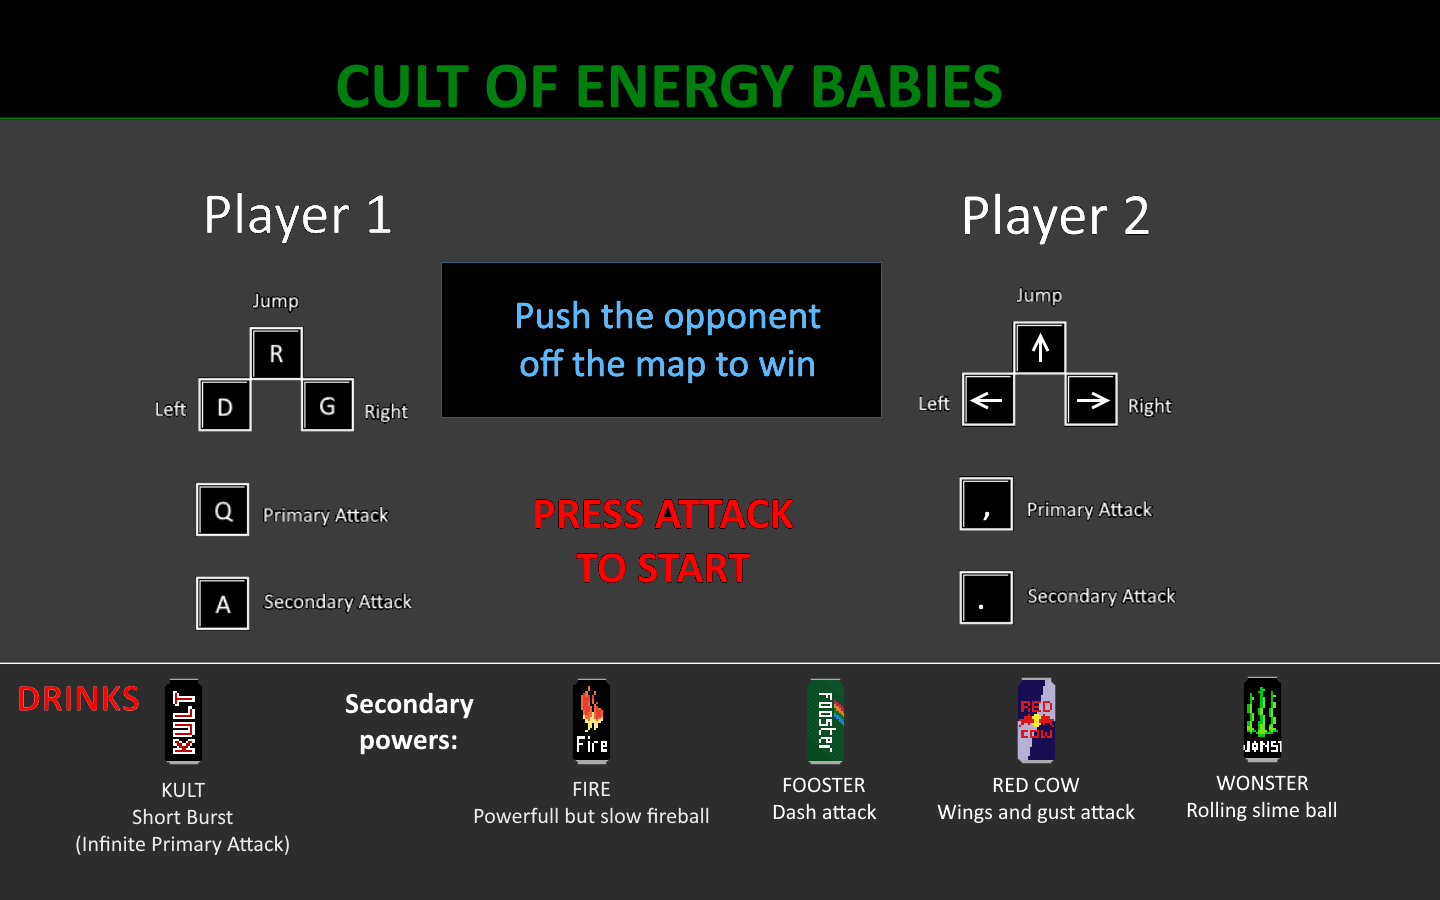 CULT OF ENERGY BABIES
Player 1
Player 2
Jump
R
Left
D
G
Right
Q
Primary Attack
A
Secondary Attack
Push the opponent
off the map to win
PRESS ATTACK
TO START
Jump
↑
Left
←
→
Right
,
Primary Attack
.
Secondary Attack
DRINKS
KULT
KULT
Short Burst
(Infinite Primary Attack)
Secondary
powers:
Fire
FIRE
Powerfull but slow fireball
Fooster
FOOSTER
Dash attack
RED
COW
RED COW
Wings and gust attack
WONSTER
Rolling slime ball